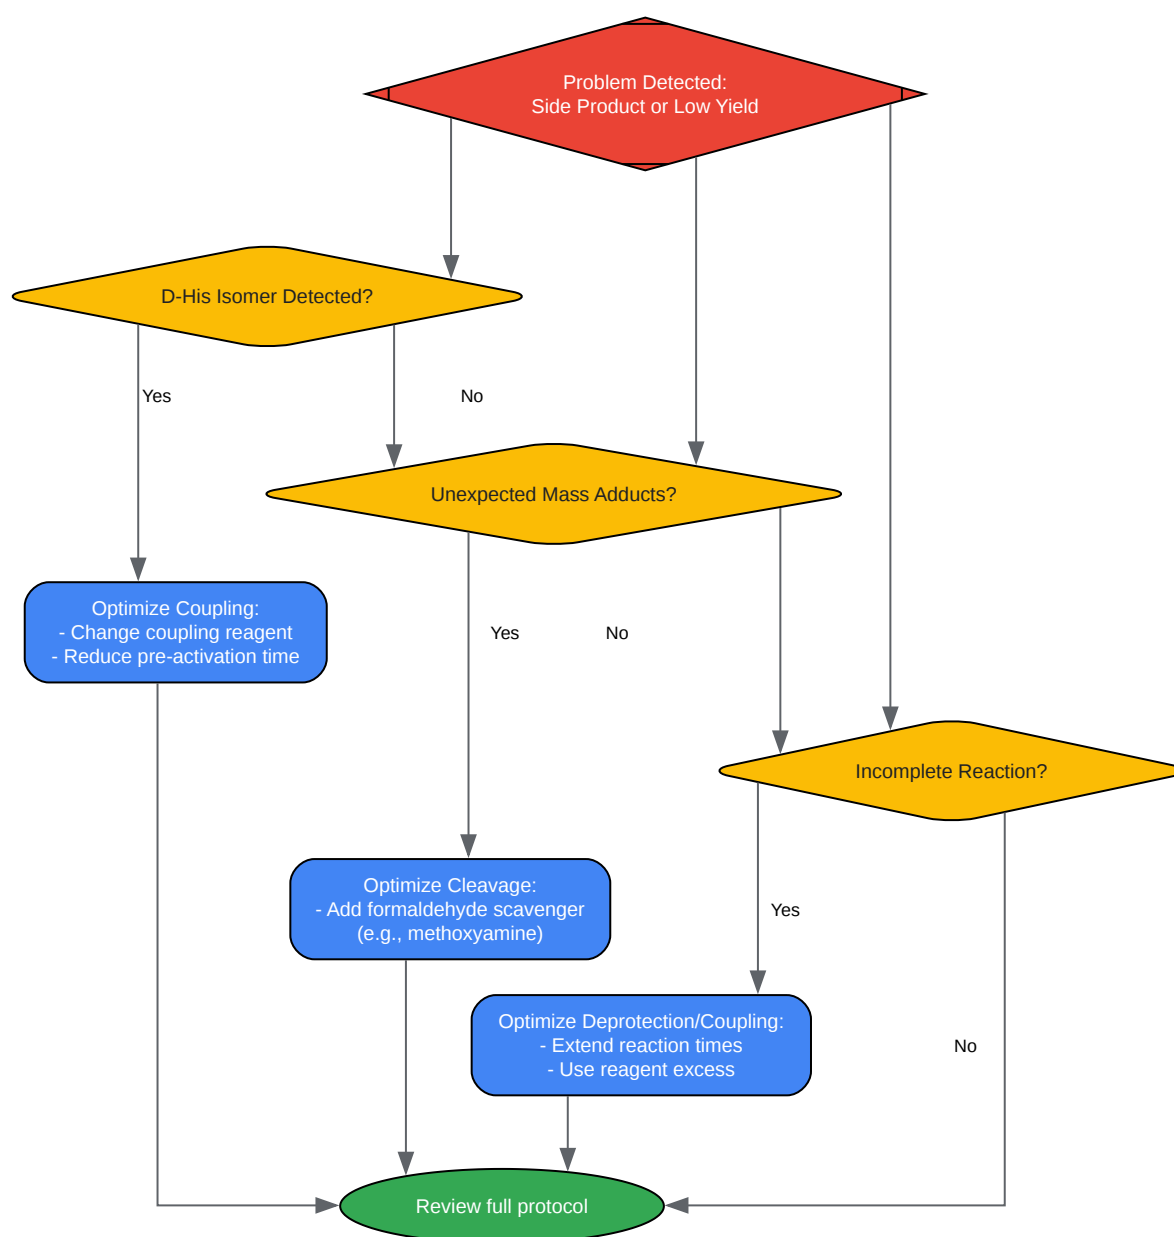 Problem Detected:
Side Product or Low Yield
D-His Isomer Detected?
Yes
No
Unexpected Mass Adducts?
Optimize Coupling:
- Change coupling reagent
- Reduce pre-activation time
Yes
No
Incomplete Reaction?
Optimize Cleavage:
- Add formaldehyde scavenger
(e.g., methoxyamine)
Yes
Optimize Deprotection/Coupling:
- Extend reaction times
- Use reagent excess
No
Review full protocol